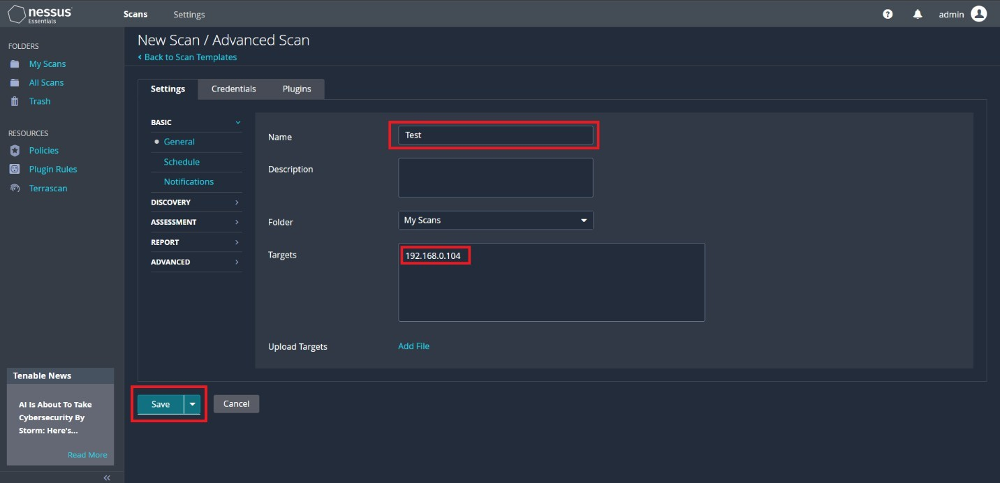 nessus
Essentials
Scans
Settings
admin
FOLDERS
My Scans
All Scans
Trash
RESOURCES
Policies
Plugin Rules
Terrascan
Tenable News
AI Is About To Take
Cybersecurity By
Storm: Here's...
Read More
New Scan / Advanced Scan
Back to Scan Templates
Settings
Credentials
Plugins
BASIC
General
Schedule
Notifications
DISCOVERY
ASSESSMENT
REPORT
ADVANCED
Name
Test
Description
Folder
My Scans
Targets
192.168.0.104
Upload Targets
Add File
Save
Cancel